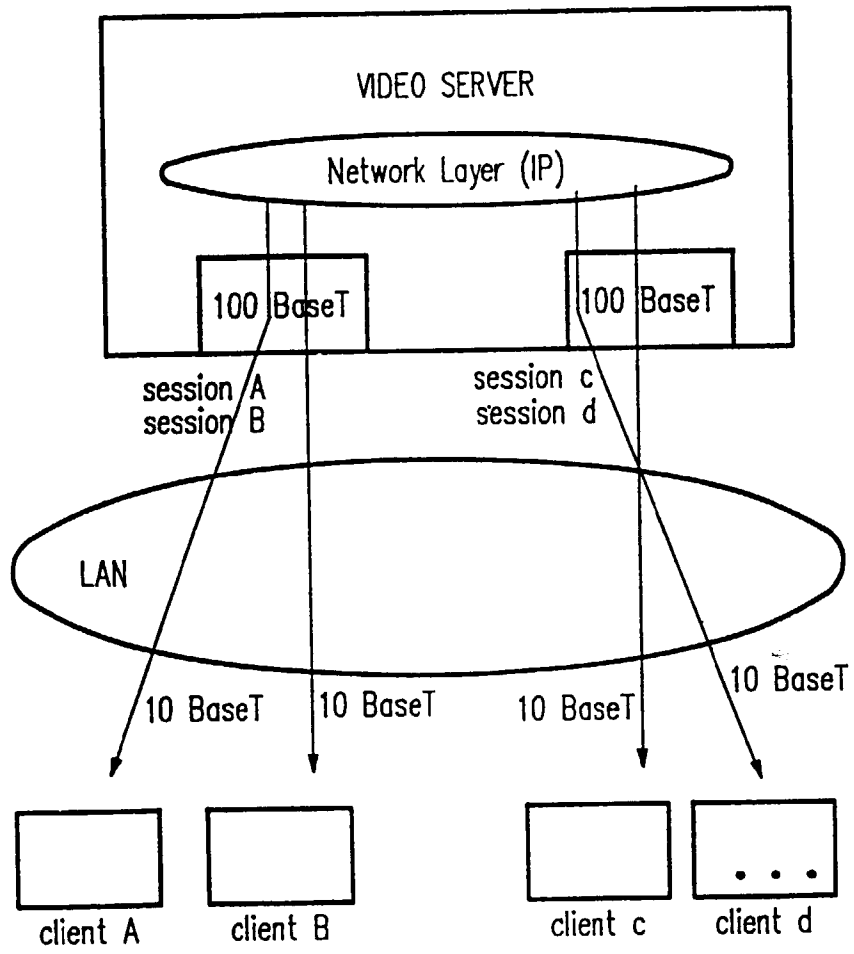 VIDEO SERVER
Network Layer (IP)
100 BaseT
100 BaseT
session A
session B
session c
session d
LAN
10 BaseT
10 BaseT
10 BaseT
10 BaseT
client A
client B
client c
client d